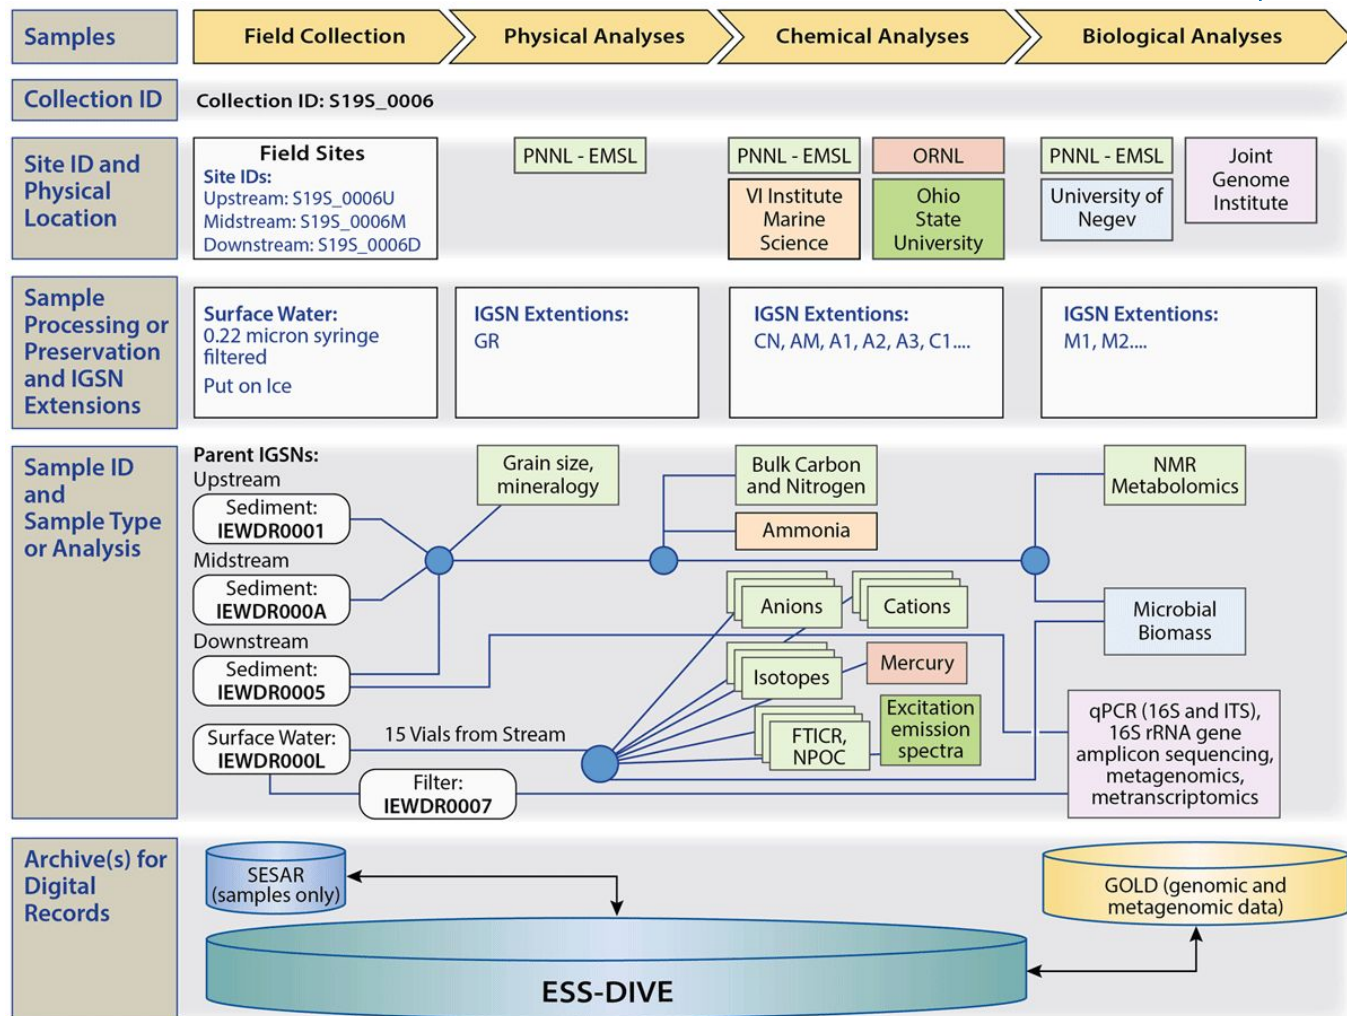 Samples
Field Collection
Physical Analyses
Chemical Analyses
Biological Analyses
Collection ID
Collection ID: S19S_0006
Site ID and
Physical
Location
Field Sites
Site IDs:
Upstream: S19S_0006U
Midstream: S19S_0006M
Downstream: S19S_0006D
PNNL - EMSL
PNNL - EMSL
ORNL
VI Institute
Marine
Science
Ohio
State
University
PNNL - EMSL
University of
Negev
Joint
Genome
Institute
Sample
Processing or
Preservation
and IGSN
Extensions
Surface Water:
0.22 micron syringe
filtered
Put on Ice
IGSN Extentions:
GR
IGSN Extentions:
CN, AM, A1, A2, A3, C1....
IGSN Extentions:
M1, M2....
Sample ID
and
Sample Type
or Analysis
Parent IGSNs:
Upstream
Sediment:
IEWDR0001
Midstream
Sediment:
IEWDR000A
Downstream
Sediment:
IEWDR0005
Surface Water:
IEWDR000L
15 Vials from Stream
Filter:
IEWDR0007
Grain size,
mineralogy
Bulk Carbon
and Nitrogen
Ammonia
Anions
Cations
Isotopes
Mercury
FTICR,
NPOC
Excitation
emission
spectra
NMR
Metabolomics
Microbial
Biomass
qPCR (16S and ITS),
16S rRNA gene
amplicon sequencing,
metagenomics,
metranscriptomics
Archive(s) for
Digital
Records
SESAR
(samples only)
GOLD (genomic and
metagenomic data)
ESS-DIVE